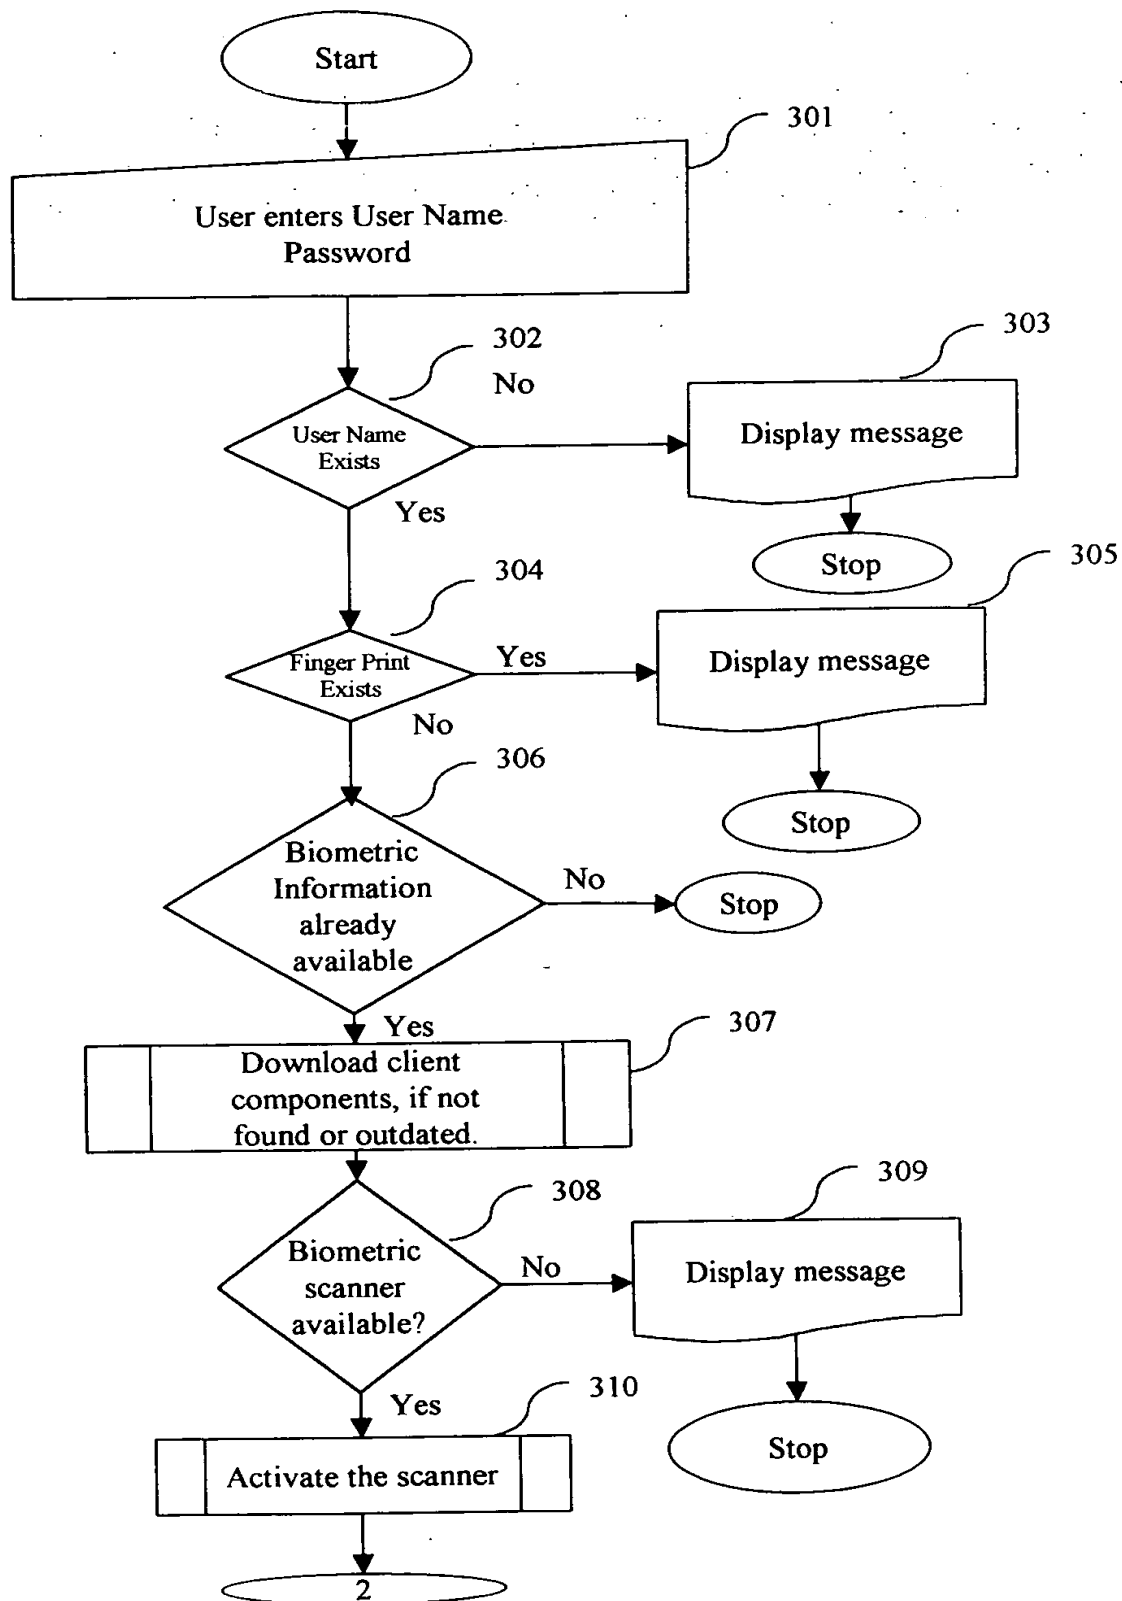 Start
301
User enters User Name
Password
302
303
No
User Name
Exists
Display message
Yes
Stop
304
305
Finger Print
Exists
Yes
Display message
No
306
Stop
Biometric
Information
already
available
No
Stop
Yes
307
Download client
components, if not
found or outdated.
308
309
Biometric
scanner
available?
No
Display message
Yes
310
Stop
Activate the scanner
2